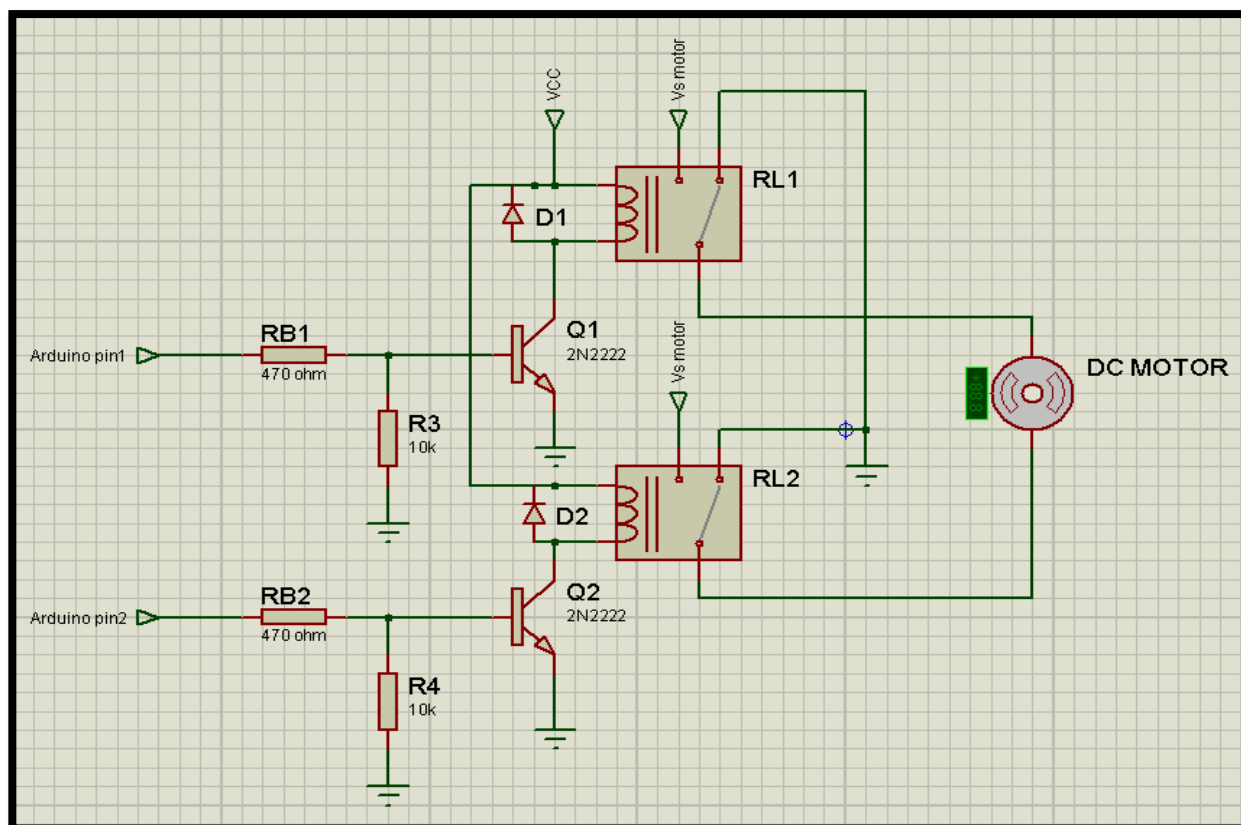 VCC
Vs motor
RL1
D1
RB1
Arduino pin1
470 ohm
Q1
2N2222
Vs motor
DC MOTOR
R3
10k
RL2
D2
RB2
Arduino pin2
470 ohm
Q2
2N2222
R4
10k